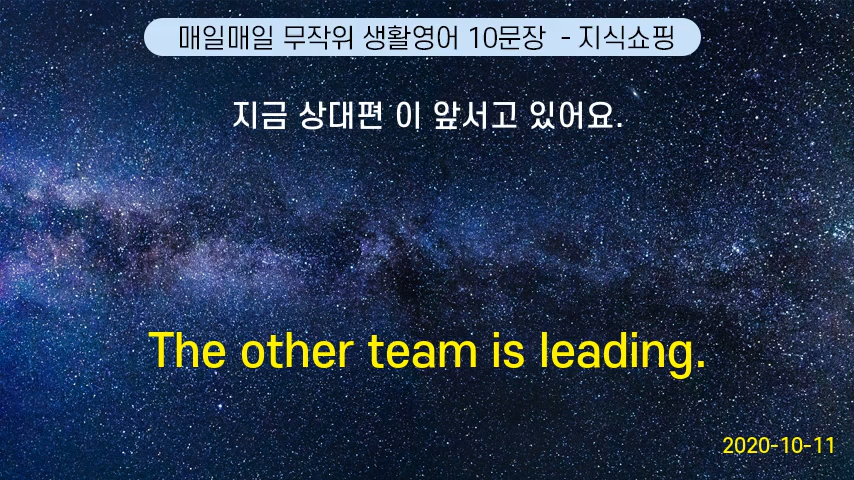 매일매일 무작위 생활영어 10문장 - 지식쇼핑
지금 상대편 이 앞서고 있어요.
The other team is leading.
2020-10-11